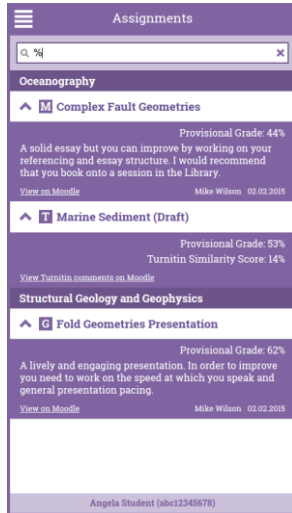 Assignments
%
Oceanography
M Complex Fault Geometries
Provisional Grade: 44%
A solid essay but you can improve by working on your
referencing and essay structure. I would recommend
that you book onto a session in the Library.
View on Moodle Mike Wilson 02.02.2015
T Marine Sediment (Draft)
Provisional Grade: 53%
Turnitin Similarity Score: 14%
View Turnitin comments on Moodle
Structural Geology and Geophysics
G Fold Geometries Presentation
Provisional Grade: 62%
A lively and engaging presentation. In order to improve
you need to work on the speed at which you speak and
general presentation pacing.
View on Moodle Mike Wilson 02.02.2015
Angela Student (abc12345678)